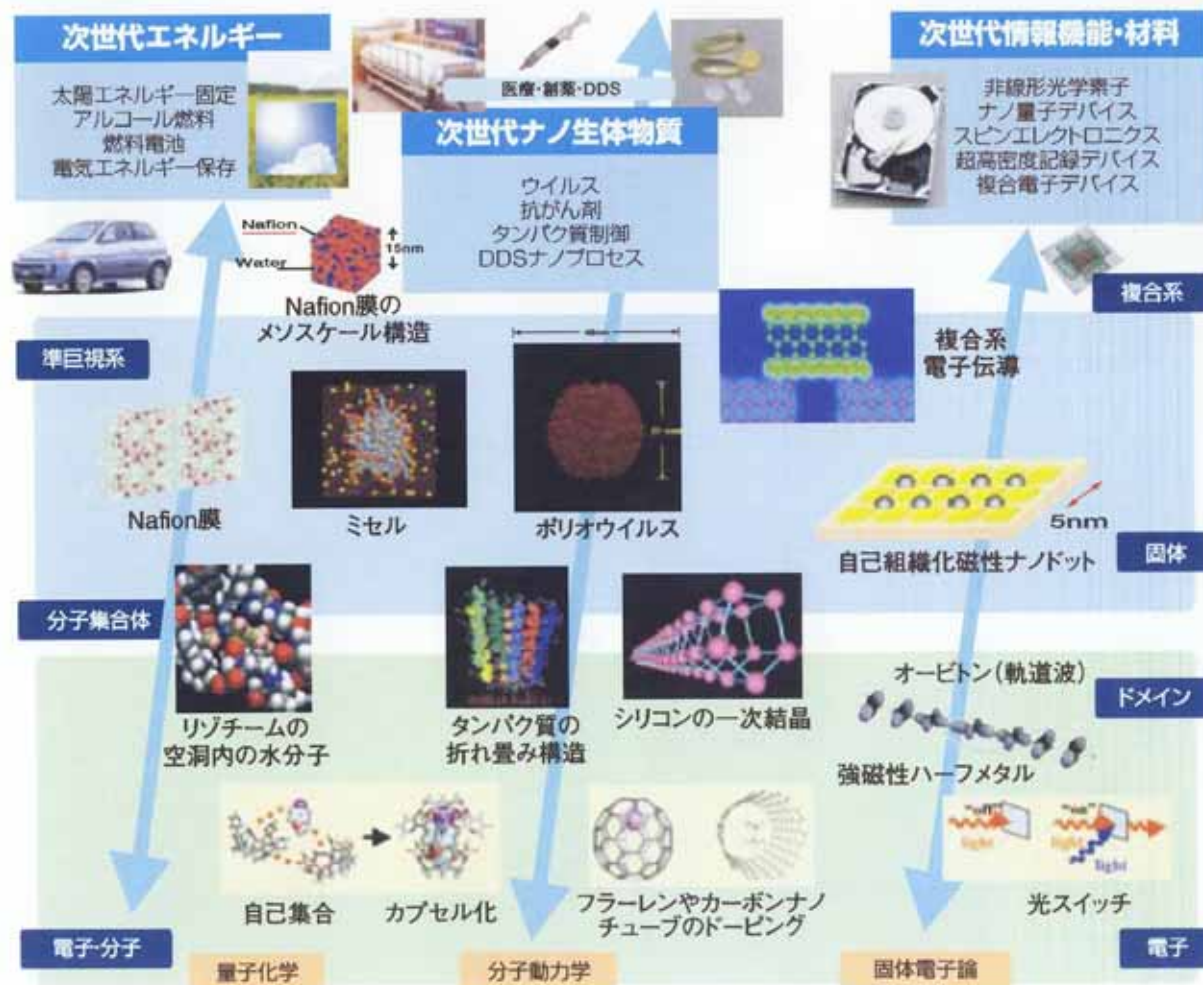 次世代エネルギー
太陽エネルギー固定
アルコール燃料
燃料電池
電気エネルギー保存
医療・創薬・DDS
次世代ナノ生体物質
ウイルス
抗がん剤
タンパク質制御
DDSナノプロセス
次世代情報機能・材料
非線形光学素子
ナノ量子デバイス
スピンエレクトロニクス
超高密度記録デバイス
複合電子デバイス
Nafion
Water
15nm
Nafion膜の
メソスケール構造
複合系
準巨視系
複合系
電子伝導
Nafion膜
ミセル
ポリオウイルス
5nm
自己組織化磁性ナノドット
固体
分子集合体
リゾチームの
空洞内の水分子
タンパク質の
折れ畳み構造
シリコンの一次結晶
オービトン(軌道波)
ドメイン
強磁性ハーフメタル
"off"
light
"on"
light
light
自己集合
カプセル化
フラーレンやカーボンナノ
チューブのドーピング
光スイッチ
電子・分子
電子
量子化学
分子動力学
固体電子論